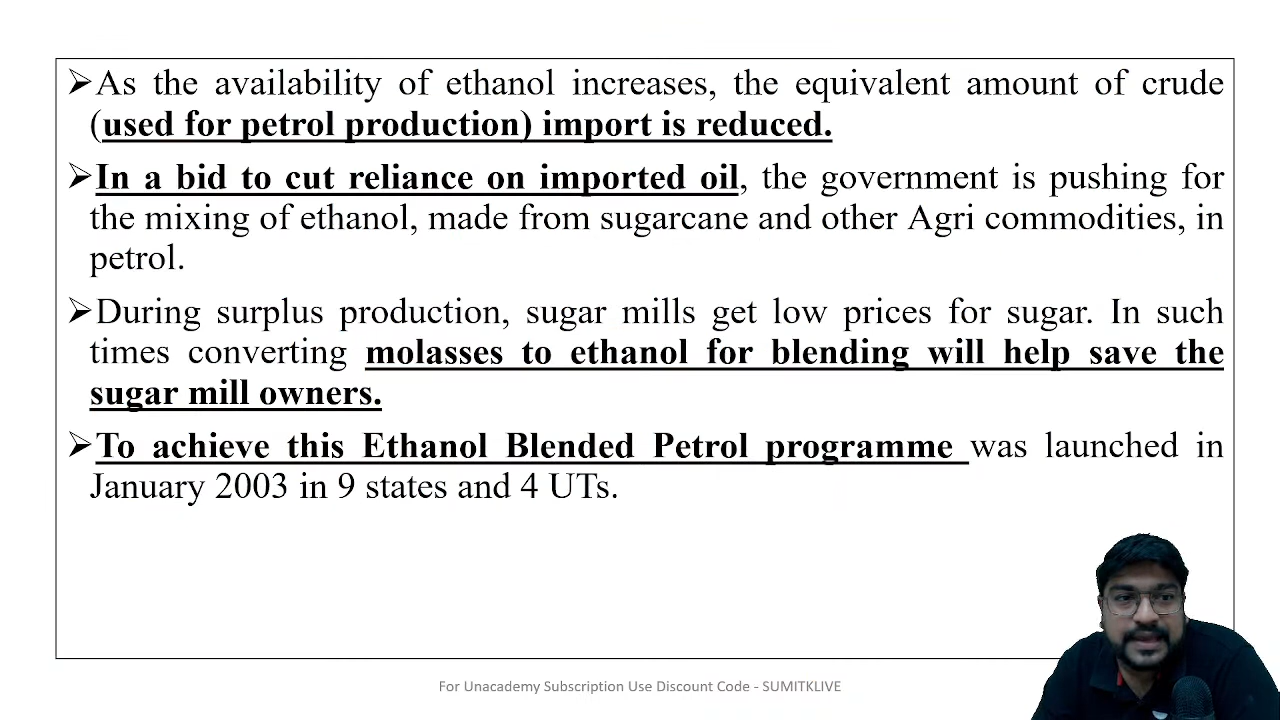 ➢As the availability of ethanol increases, the equivalent amount of crude
(used for petrol production) import is reduced.
➢In a bid to cut reliance on imported oil, the government is pushing for
the mixing of ethanol, made from sugarcane and other Agri commodities, in
petrol.
➢During surplus production, sugar mills get low prices for sugar. In such
times converting molasses to ethanol for blending will help save the
sugar mill owners.
➢To achieve this Ethanol Blended Petrol programme was launched in
January 2003 in 9 states and 4 UTs.
For Unacademy Subscription Use Discount Code - SUMITKLIVE